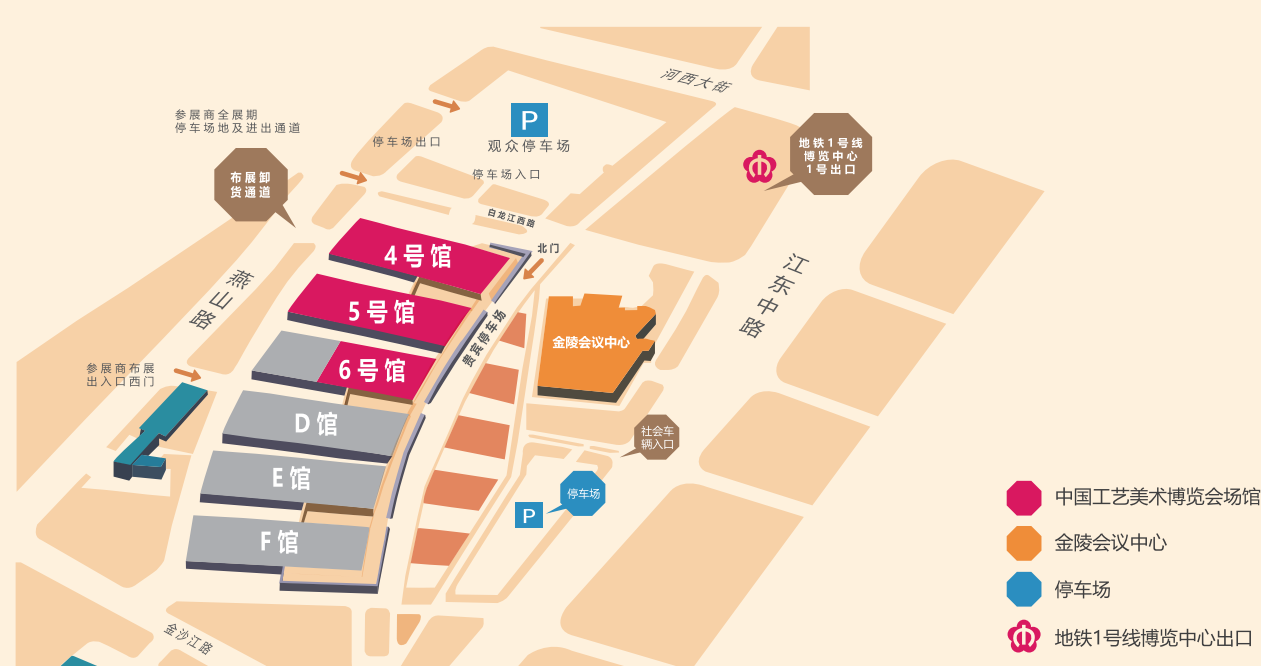 河西大街
参展商全展期
停车场地及进出通道
P
观众停车场
停车场出口
停车场入口
地铁1号线
博览中心
1号出口
布展卸
货通道
白龙江西路
北门
4号馆
燕山路
江东中路
5号馆
贵宾停车场
金陵会议中心
6号馆
参展商布展
出入口西门
D馆
社会车
辆入口
E馆
停车场
P
F馆
金沙江路
中国工艺美术博览会场馆
金陵会议中心
停车场
地铁1号线博览中心出口